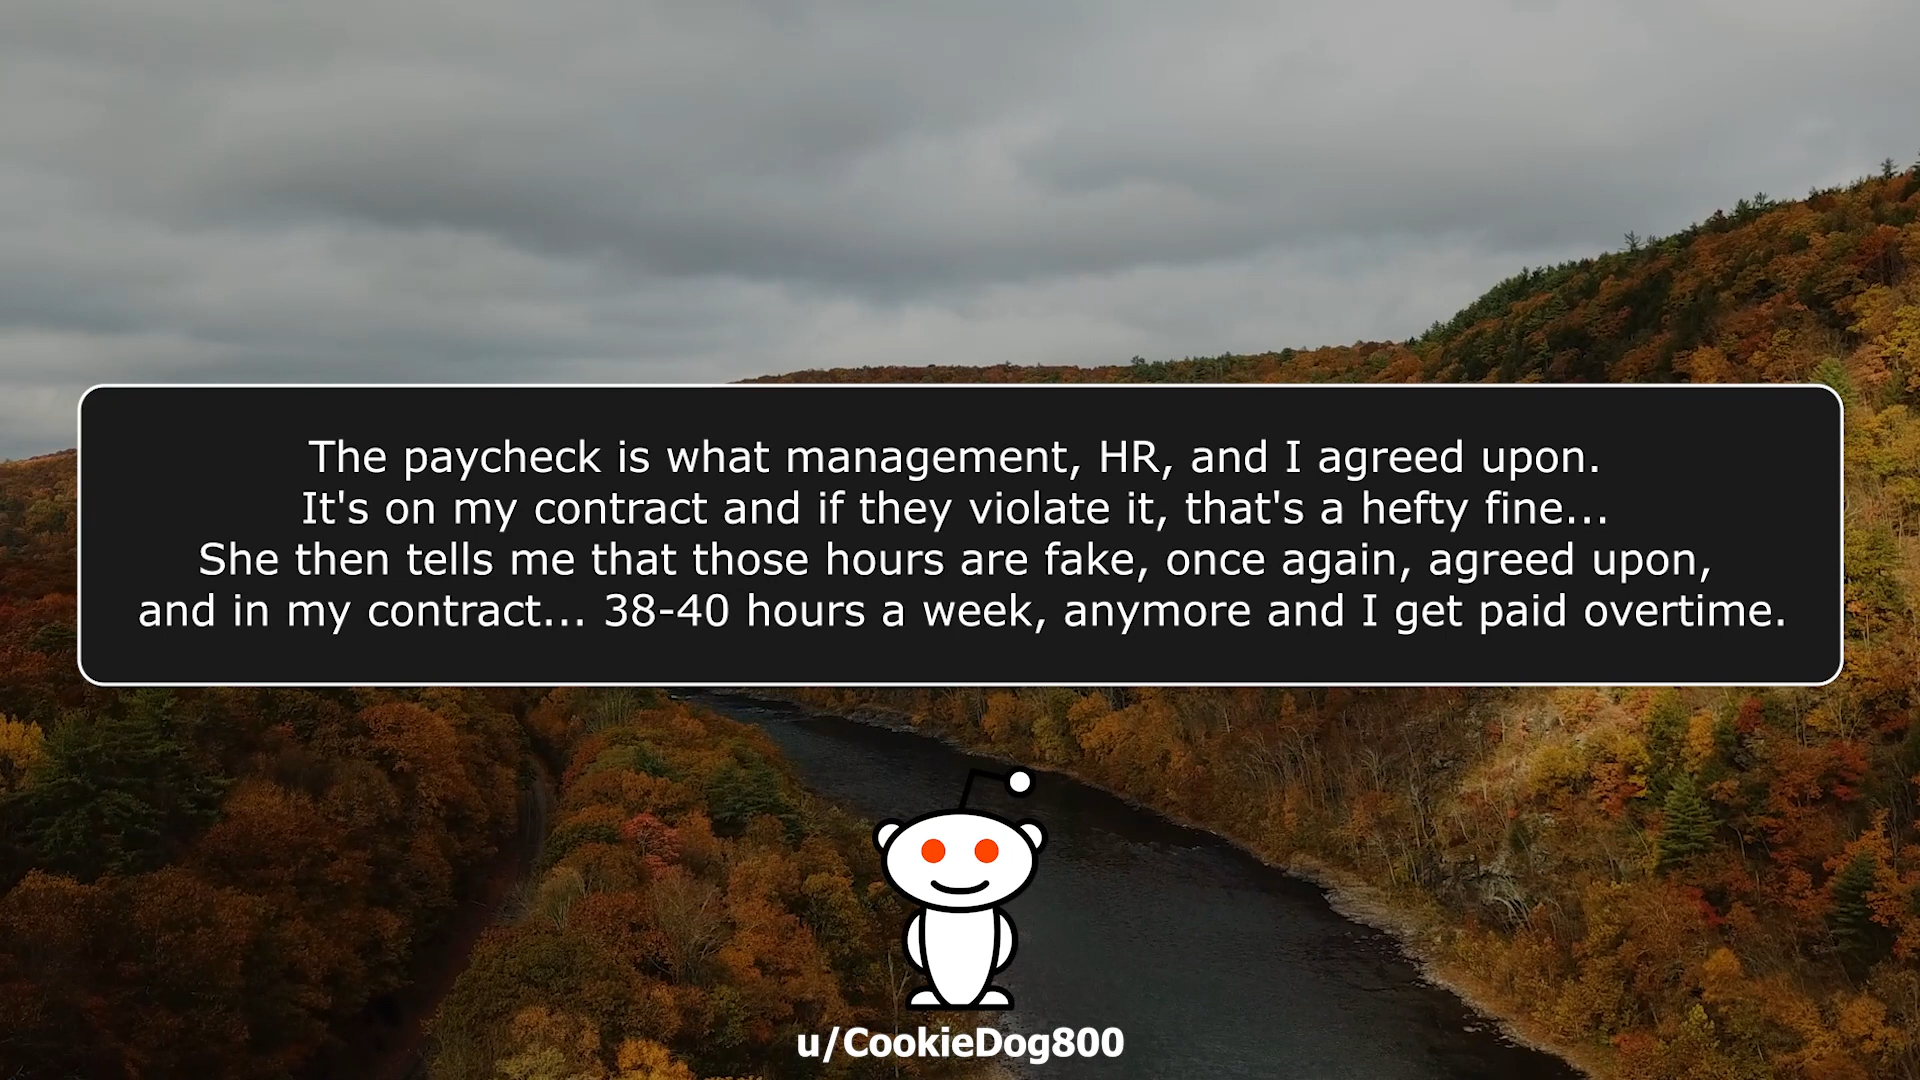 The paycheck is what management, HR, and I agreed upon.
It's on my contract and if they violate it, that's a hefty fine...
She then tells me that those hours are fake, once again, agreed upon,
and in my contract... 38-40 hours a week, anymore and I get paid overtime.
u/CookieDog800